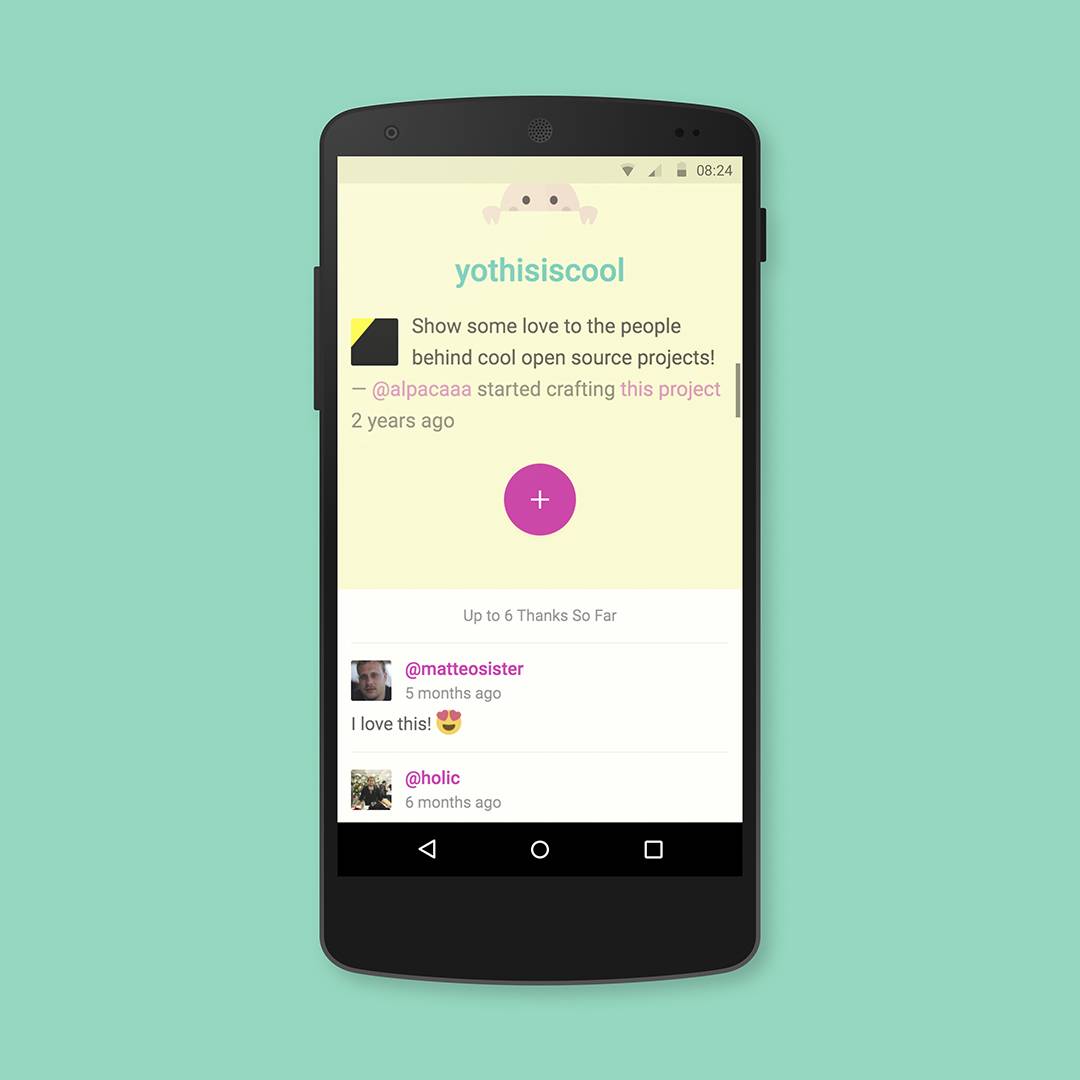 08:24
yothisiscool
Show some love to the people
behind cool open source projects!
— @alpacaaa started crafting this project
2 years ago
Up to 6 Thanks So Far
@matteosister
5 months ago
I love this! 😍
@holic
6 months ago